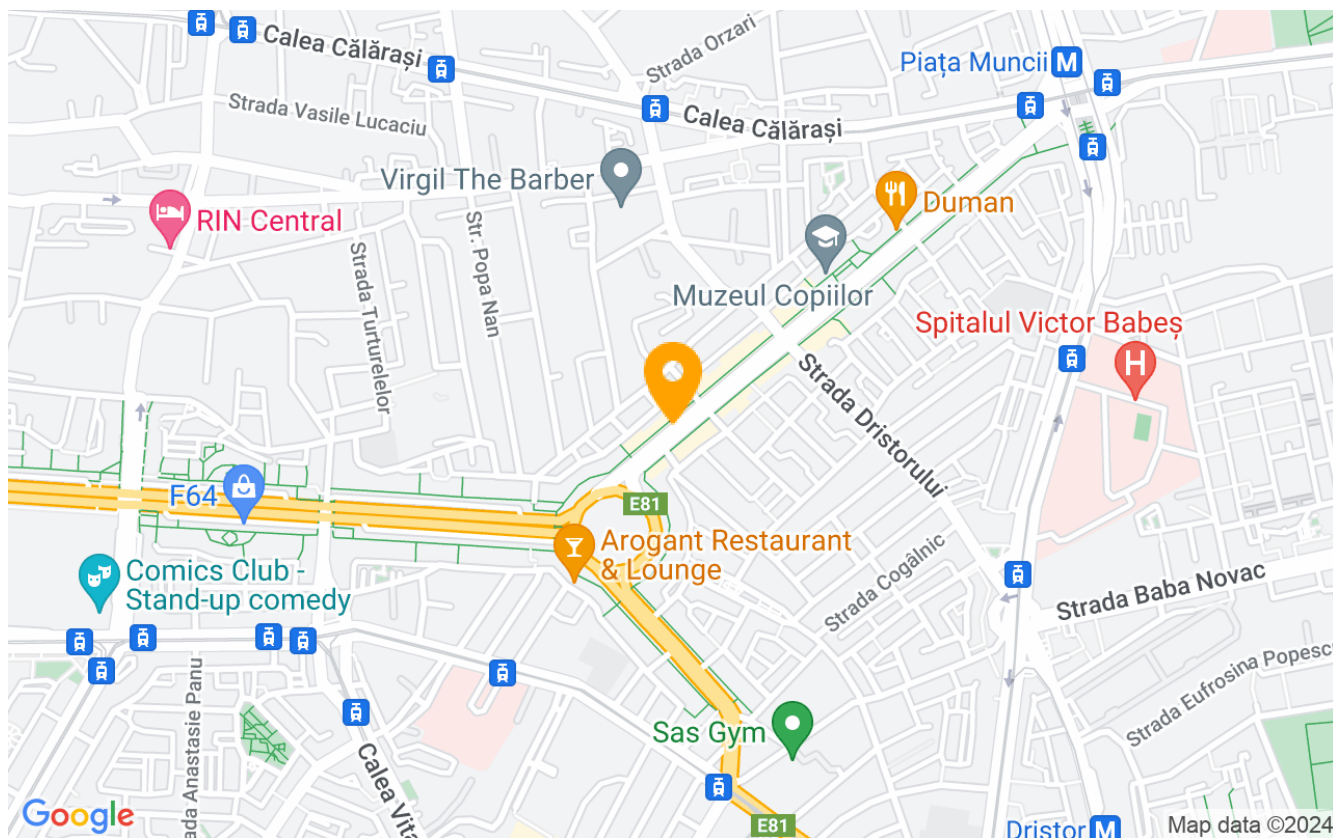 Calea Călărași
Strada Orzari
Piața Muncii
M
Strada Vasile Lucaciu
Calea Călărași
Virgil The Barber
RIN Central
Duman
Str. Popa Nan
Strada Turturelelor
Muzeul Copiilor
Spitalul Victor Babeș
H
Strada Dristorului
F64
E81
Arogant Restaurant
& Lounge
Comics Club -
Stand-up comedy
Strada Cogâlnic
Strada Baba Novac
Strada Eufrosina Popescu
ada Anastasie Panu
Calea Vita
Sas Gym
Google
E81
Dristor
M
Map data ©2024